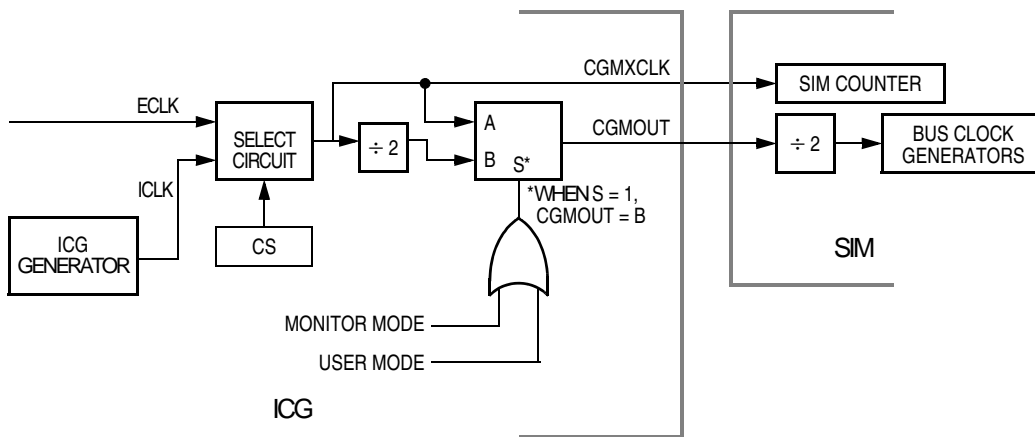 CGMXCLK
SIM COUNTER
ECLK
SELECT
CIRCUIT
÷ 2
A
B
S*
CGMOUT
÷ 2
BUS CLOCK
GENERATORS
ICLK
*WHEN S = 1,
CGMOUT = B
ICG
GENERATOR
CS
SIM
MONITOR MODE
USER MODE
ICG